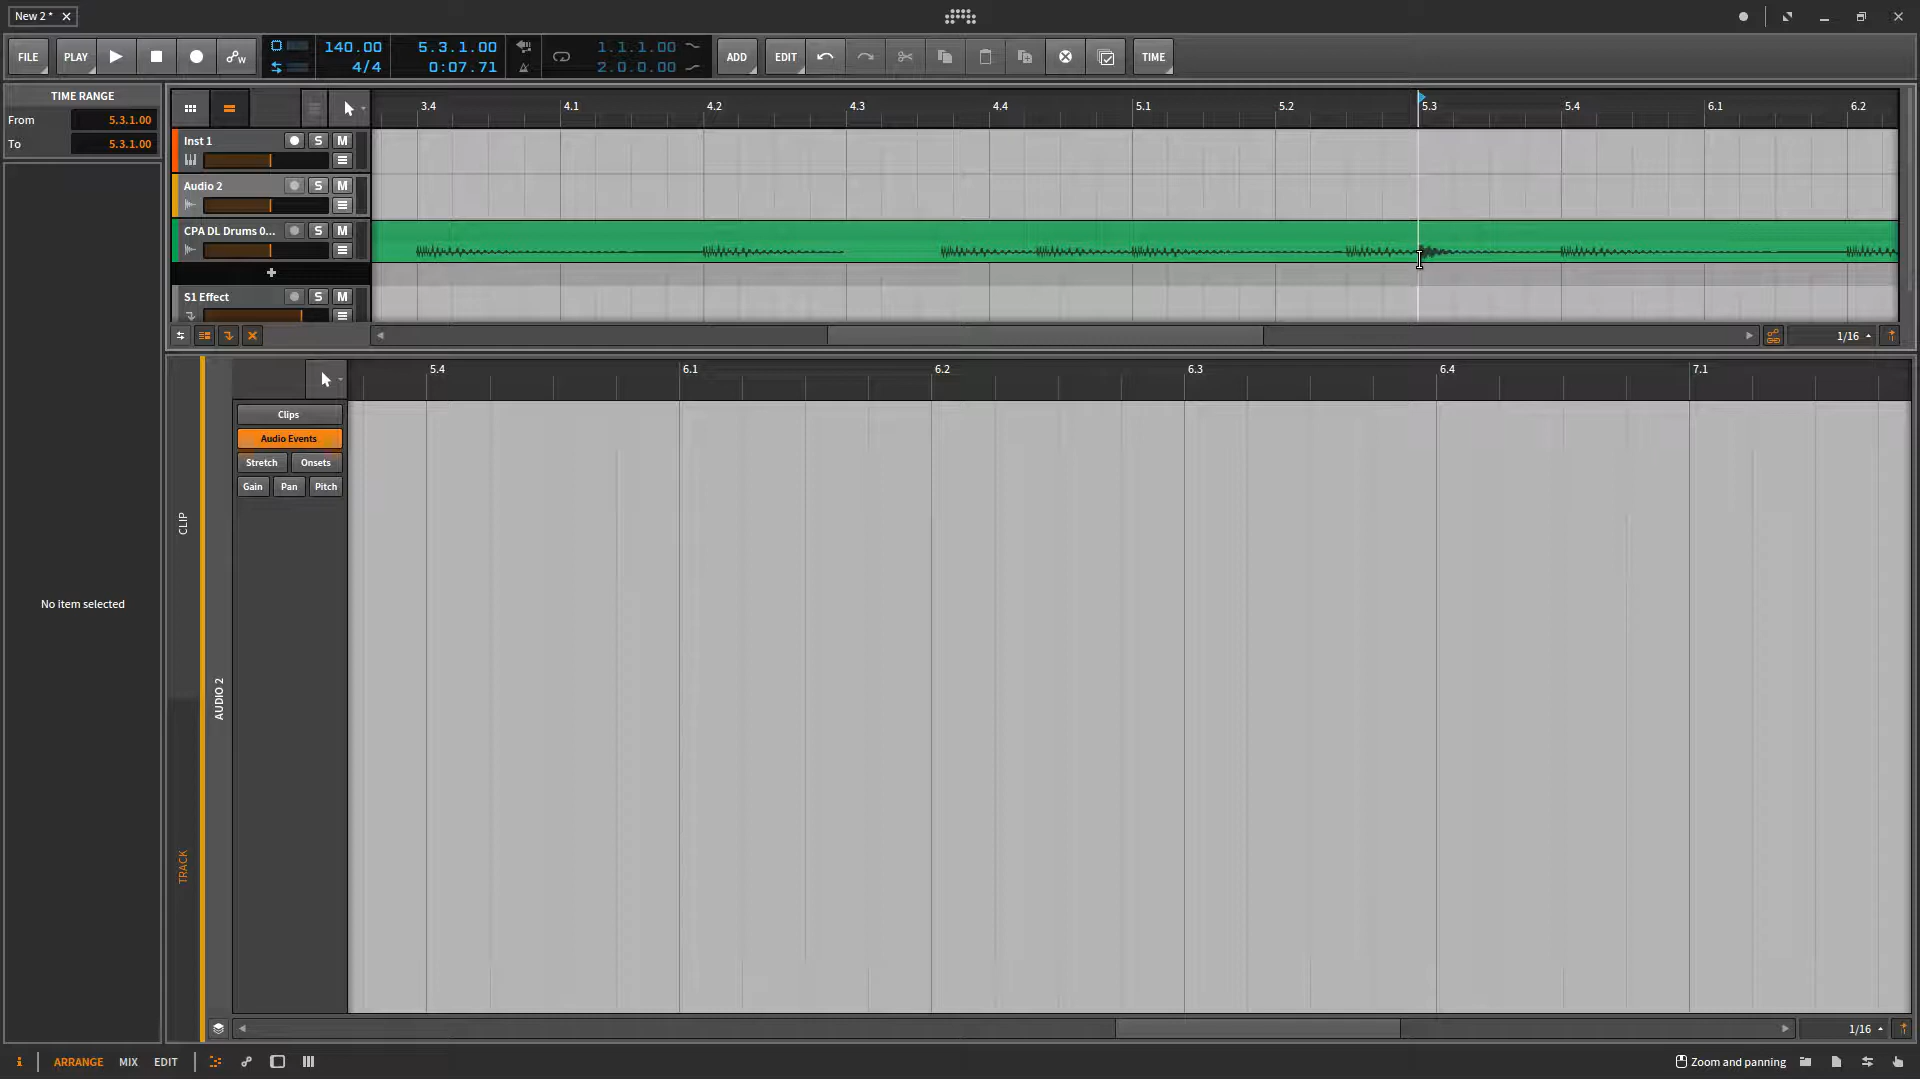 New 2 *
FILE
PLAY
140.00
4/4
5.3.1.00
0:07.71
1.1.1.00
2.0.0.00
ADD
EDIT
TIME
TIME RANGE
From 5.3.1.00
To 5.3.1.00
No item selected
3.4 4.1 4.2 4.3 4.4 5.1 5.2 5.3 5.4 6.1 6.2
Inst 1 S M
Audio 2 S M
CPA DL Drums 0... S M
+
S1 Effect S M
1/16
5.4 6.1 6.2 6.3 6.4 7.1
Clips
Audio Events
Stretch Onsets
Gain Pan Pitch
CLIP
TRACK
AUDIO 2
1/16
i ARRANGE MIX EDIT
Zoom and panning